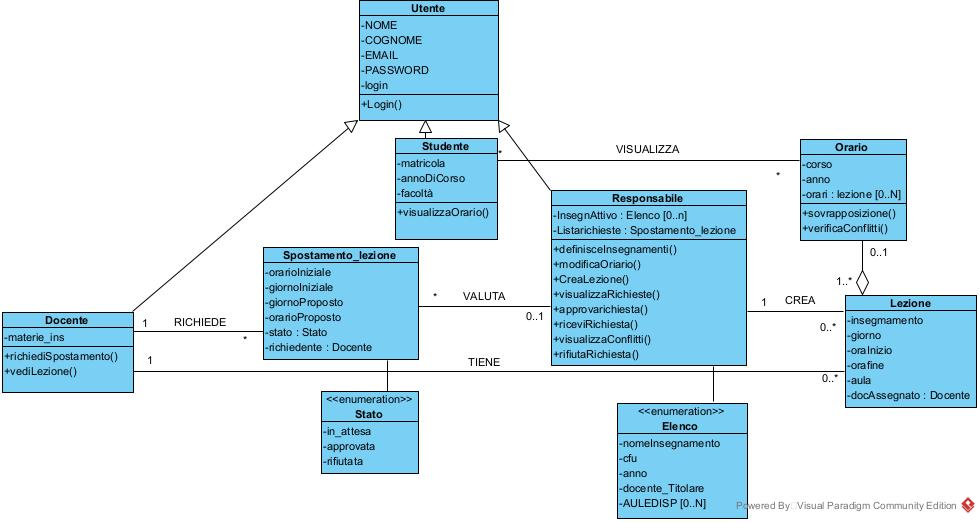 Utente
-NOME
-COGNOME
-EMAIL
-PASSWORD
-login
+Login()
Studente
-matricola
-annoDiCorso
-facoltà
+visualizzaOrario()
*
VISUALIZZA
*
Orario
-corso
-anno
-orari : lezione [0..N]
+sovrapposizione()
+verificaConflitti()
0..1
1..*
Responsabile
-InsegnAttivo : Elenco [0..n]
-Listarichieste : Spostamento_lezione
+definisceInsegnamenti()
+modificaOriario()
+CreaLezione()
+visualizzaRichieste()
+approvarichiesta()
+riceviRichiesta()
+visualizzaConflitti()
+rifiutaRichiesta()
Spostamento_lezione
-orarioIniziale
-giornoIniziale
-giornoProposto
-orarioProposto
-stato : Stato
-richiedente : Docente
*
VALUTA
0..1
1
CREA
0..*
Lezione
-insegmamento
-giorno
-oraInizio
-orafine
-aula
-docAssegnato : Docente
Docente
-materie_ins
+richiediSpostamento()
+vediLezione()
1
RICHIEDE
*
1
TIENE
0..*
<<enumeration>>
Stato
-in_attesa
-approvata
-rifiutata
<<enumeration>>
Elenco
-nomeInsegnamento
-cfu
-anno
-docente_Titolare
-AULEDISP [0..N]
Powered By Visual Paradigm Community Edition